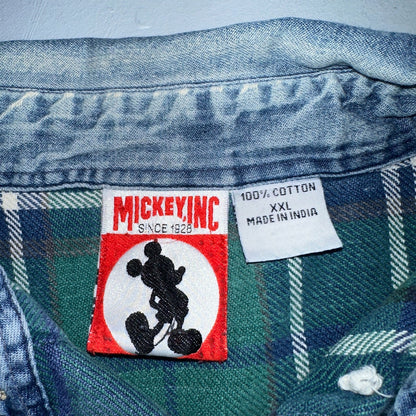 MICKEY, INC
SINCE 1928
100% COTTON
XXL
MADE IN INDIA